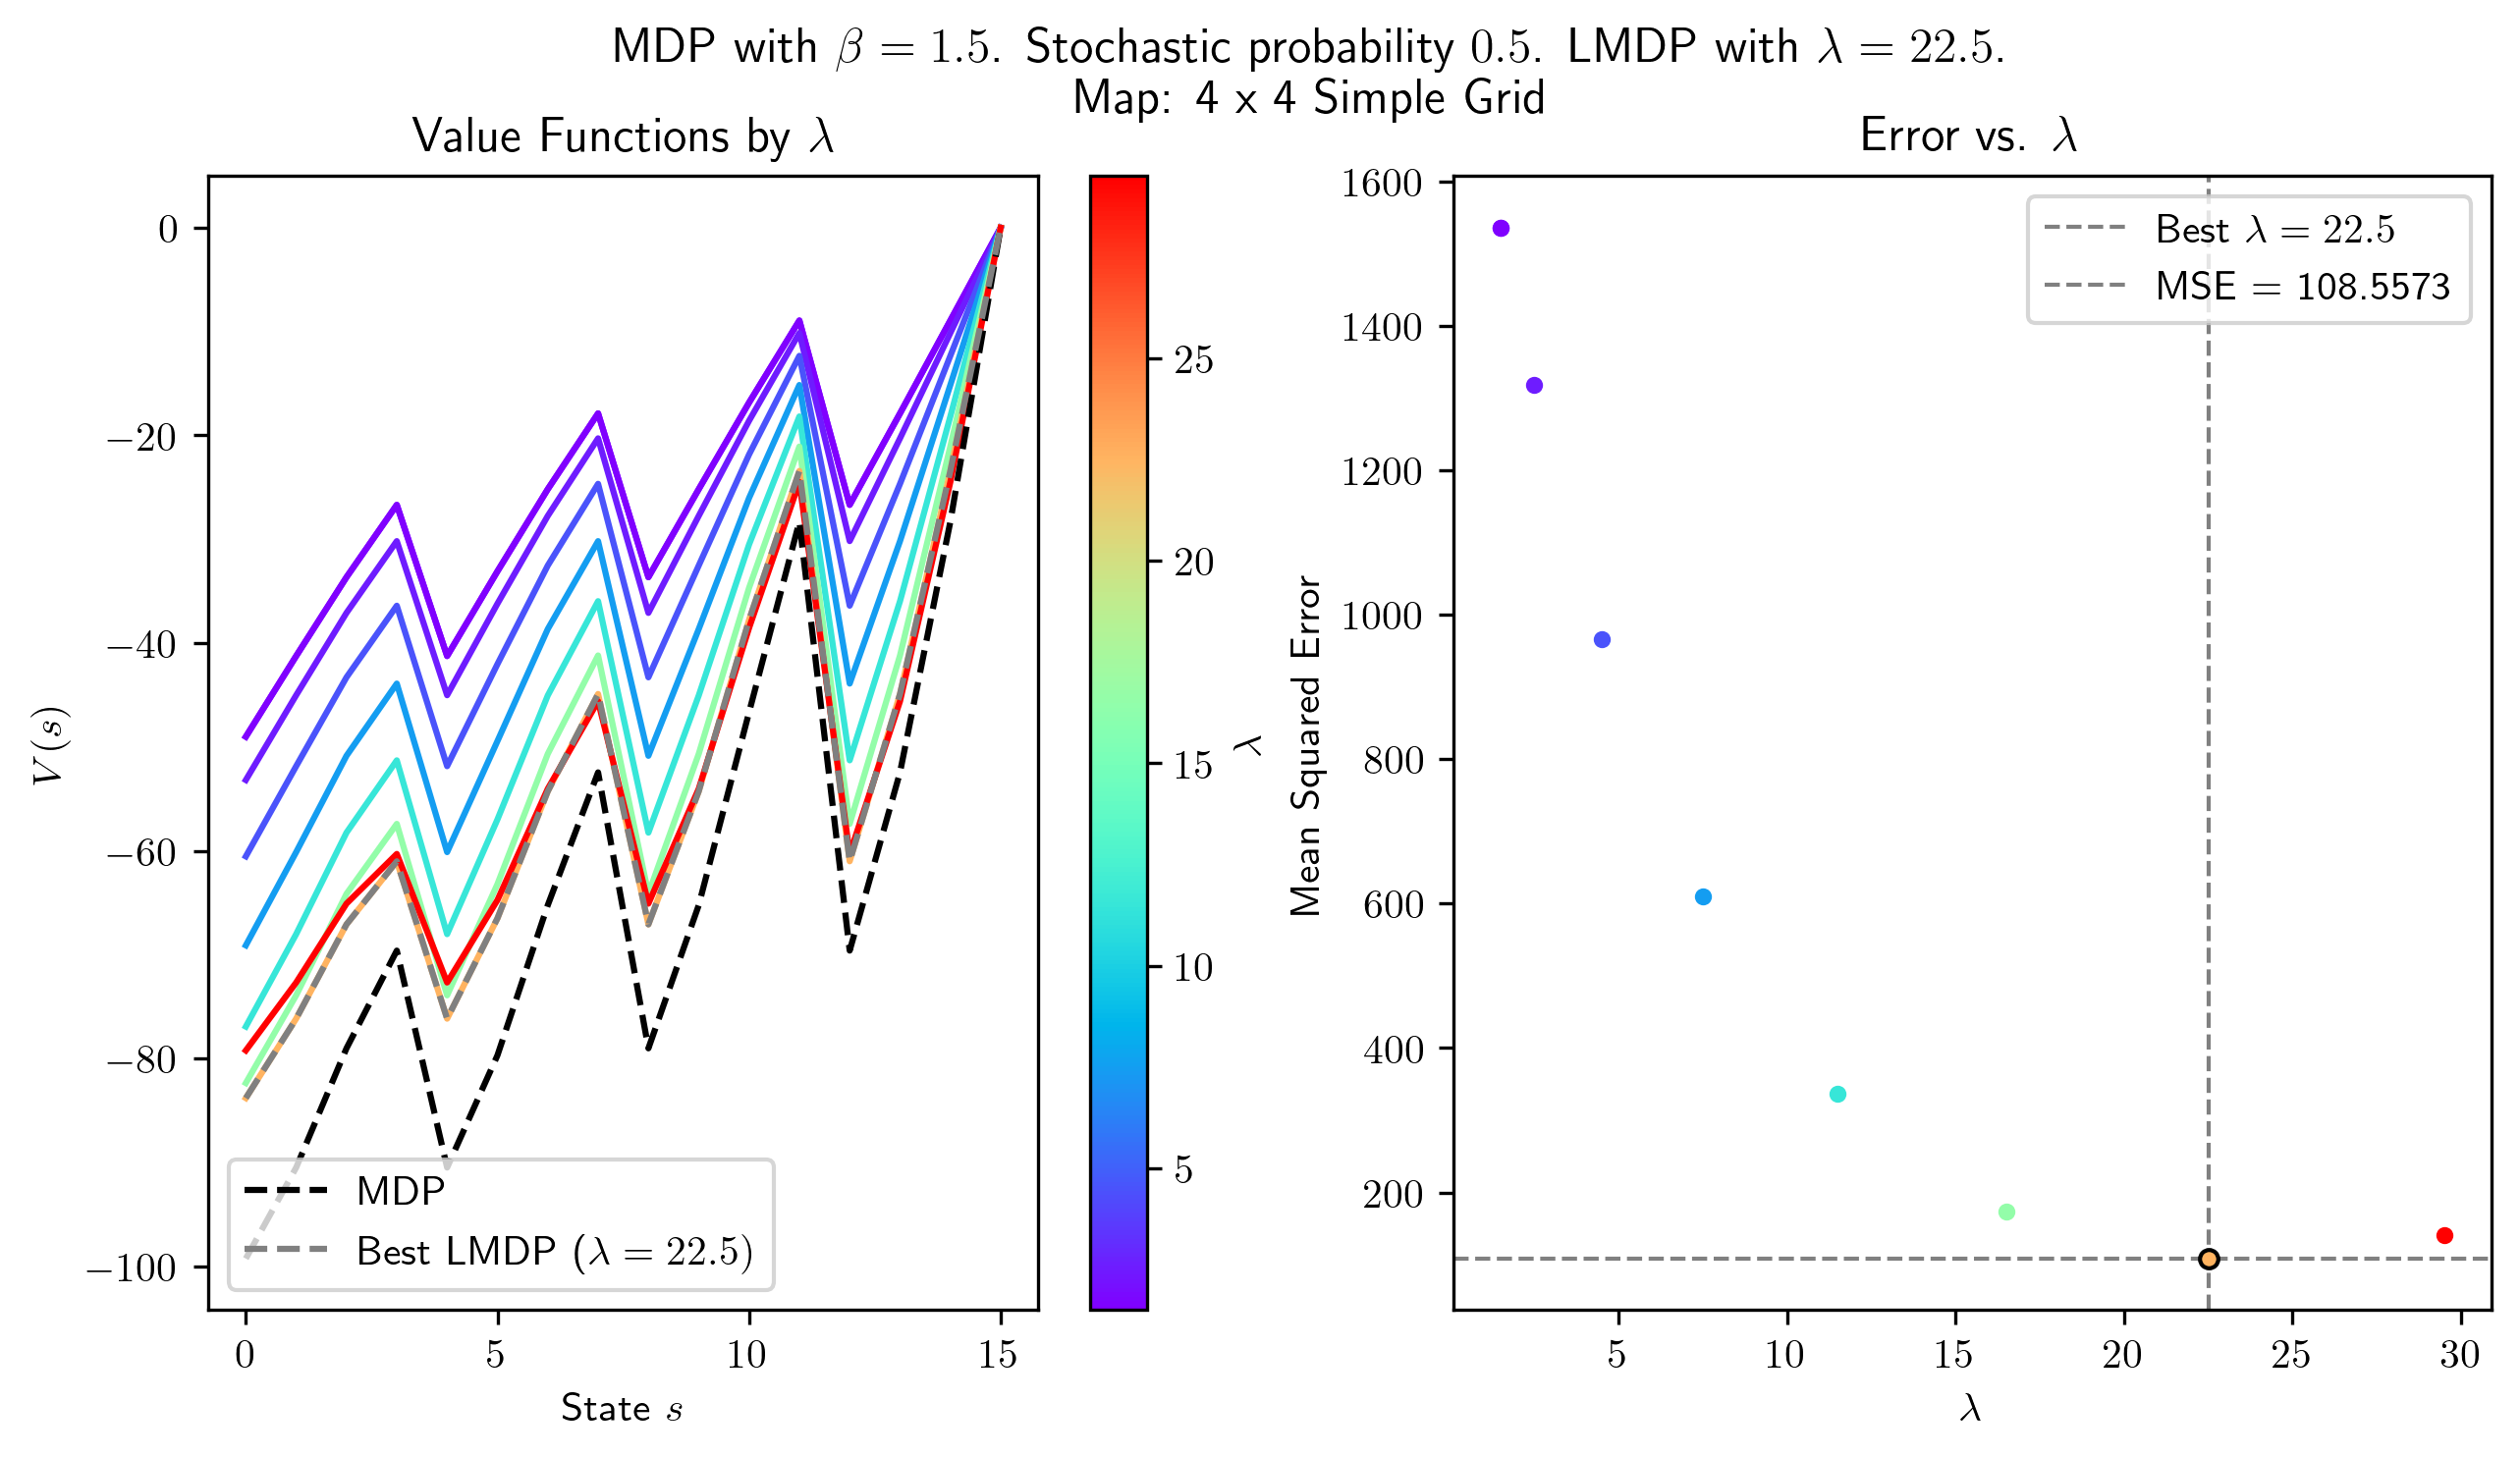 MDP with β = 1.5. Stochastic probability 0.5. LMDP with λ = 22.5.
Map: 4 x 4 Simple Grid
Value Functions by λ
0
−20
−40
−60
−80
−100
V(s)
0
5
10
15
State s
MDP
Best LMDP (λ = 22.5)
25
20
15
10
5
λ
Error vs. λ
1600
1400
1200
1000
800
600
400
200
Mean Squared Error
5
10
15
20
25
30
λ
Best λ = 22.5
MSE = 108.5573